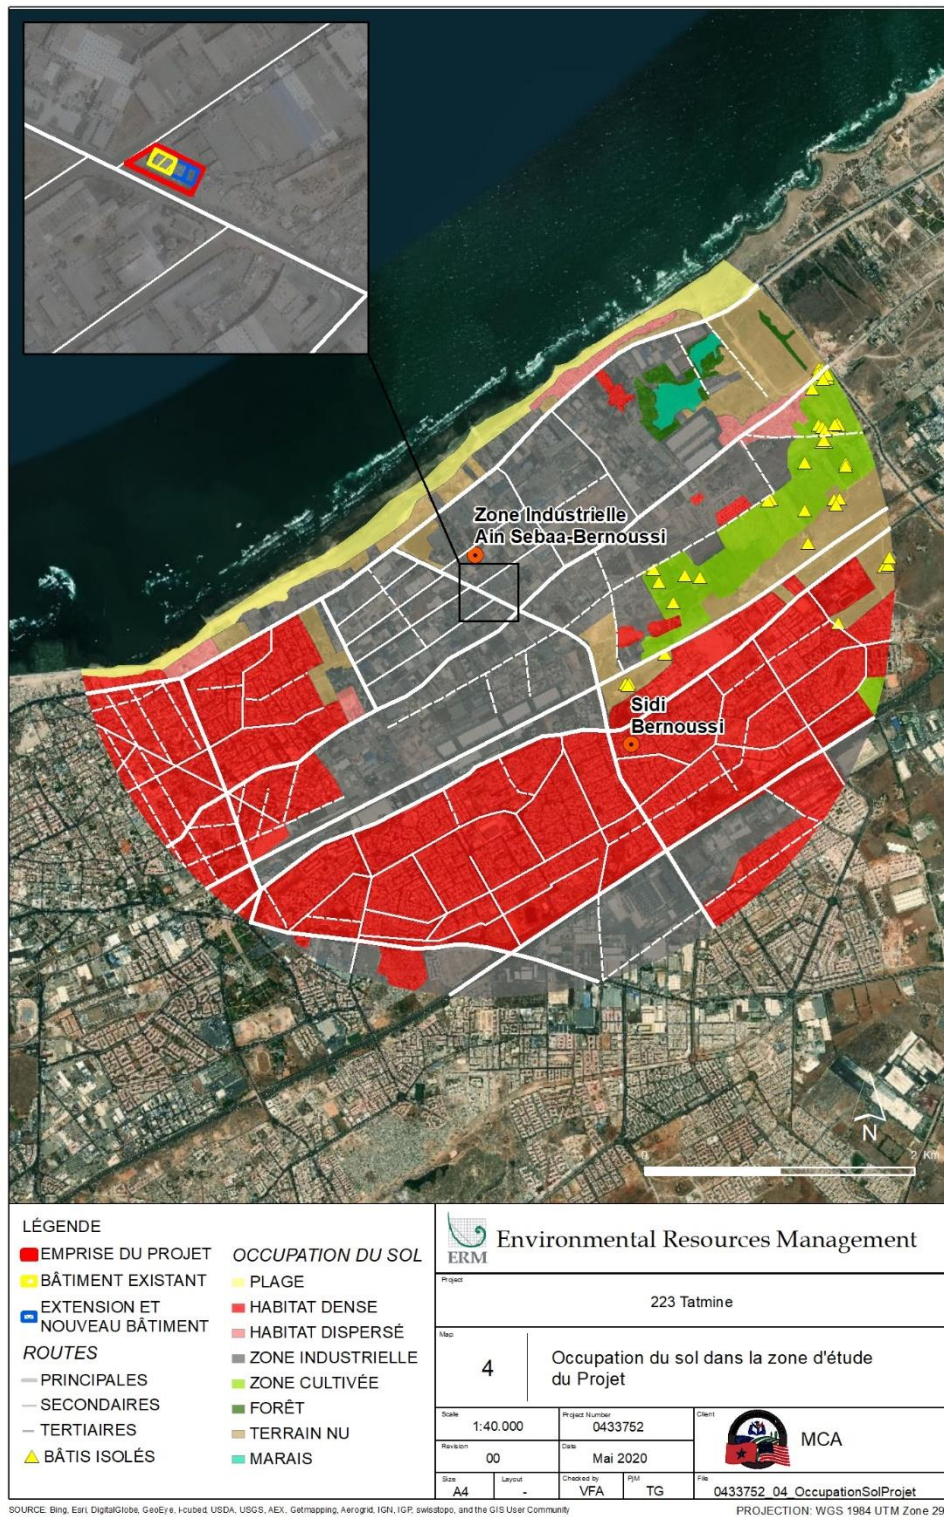 Zone Industrielle
Ain Sebaa-Bernoussi
Sidi
Bernoussi
N
0 1 2 Km
LÉGENDE
EMPRISE DU PROJET
BÂTIMENT EXISTANT
EXTENSION ET
NOUVEAU BÂTIMENT
ROUTES
PRINCIPALES
SECONDAIRES
TERTIAIRES
BÂTIS ISOLÉS
OCCUPATION DU SOL
PLAGE
HABITAT DENSE
HABITAT DISPERSÉ
ZONE INDUSTRIELLE
ZONE CULTIVÉE
FORÊT
TERRAIN NU
MARAIS
ERM
Environmental Resources Management
Project
223 Tatmine
Map
4
Occupation du sol dans la zone d'étude
du Projet
Scale
1:40.000
Project Number
0433752
Client
MCA
Revision
00
Date
Mai 2020
Size
A4
Layout
-
Checked by
VFA
PJM
TG
File
0433752_04_OccupationSolProjet
SOURCE: Bing, Esri, DigitalGlobe, GeoEye, i-cubed, USDA, USGS, AEX, Getmapping, Aerogrid, IGN, IGP, swisstopo, and the GIS User Community
PROJECTION: WGS 1984 UTM Zone 29